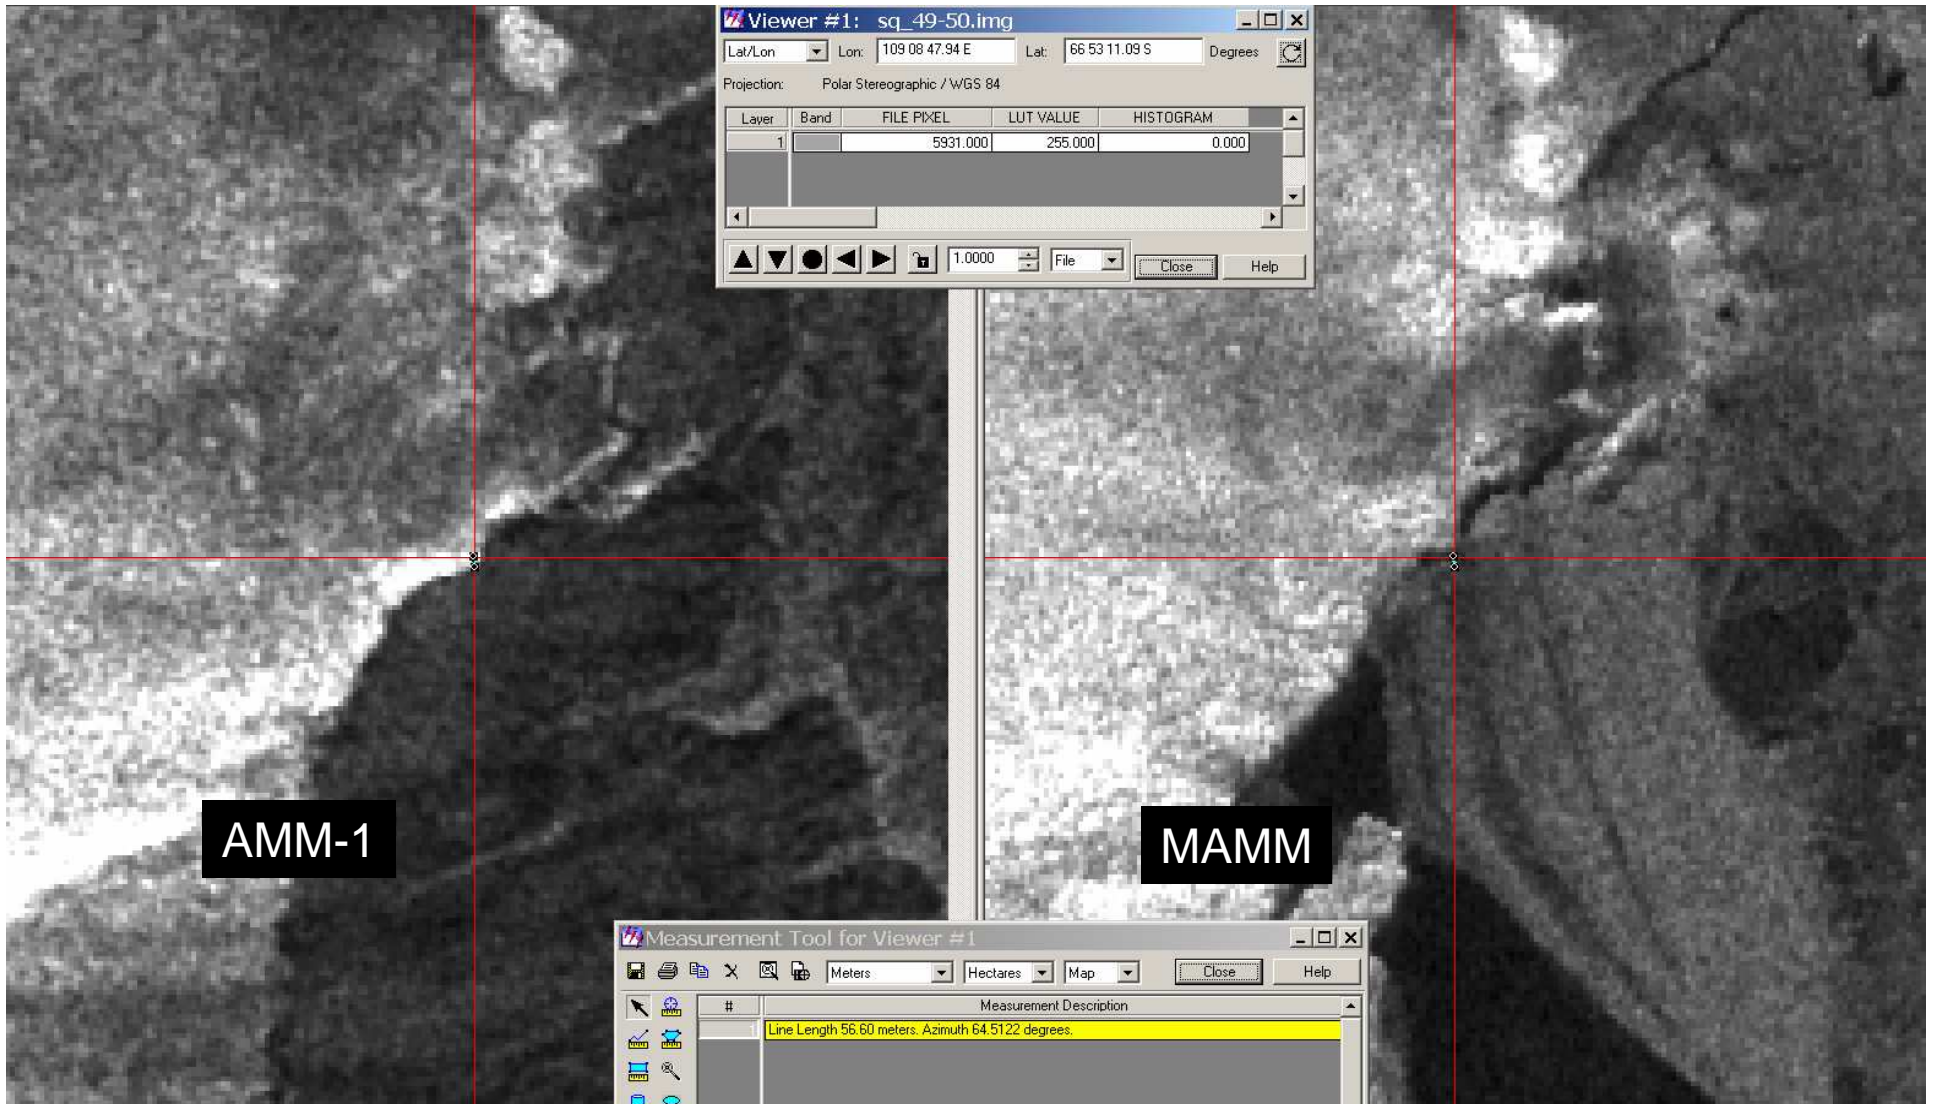 Viewer #1: sq_49-50.img
Lat/Lon Lon: 109 08 47.94 E Lat: 66 53 11.09 S Degrees
Projection: Polar Stereographic / WGS 84
Layer Band FILE PIXEL LUT VALUE HISTOGRAM
1 5931.000 255.000 0.000
1.0000 File Close Help
AMM-1
MAMM
Measurement Tool for Viewer #1
Meters Hectares Map Close Help
# Measurement Description
1 Line Length 56.60 meters. Azimuth 64.5122 degrees.